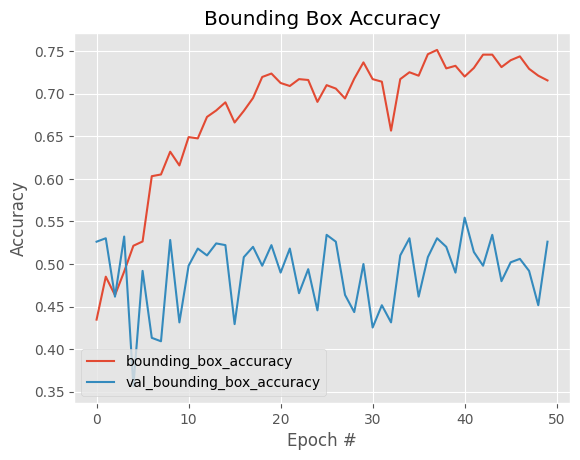 Bounding Box Accuracy
Accuracy
0.75
0.70
0.65
0.60
0.55
0.50
0.45
0.40
0.35
bounding_box_accuracy
val_bounding_box_accuracy
0 10 20 30 40 50
Epoch #